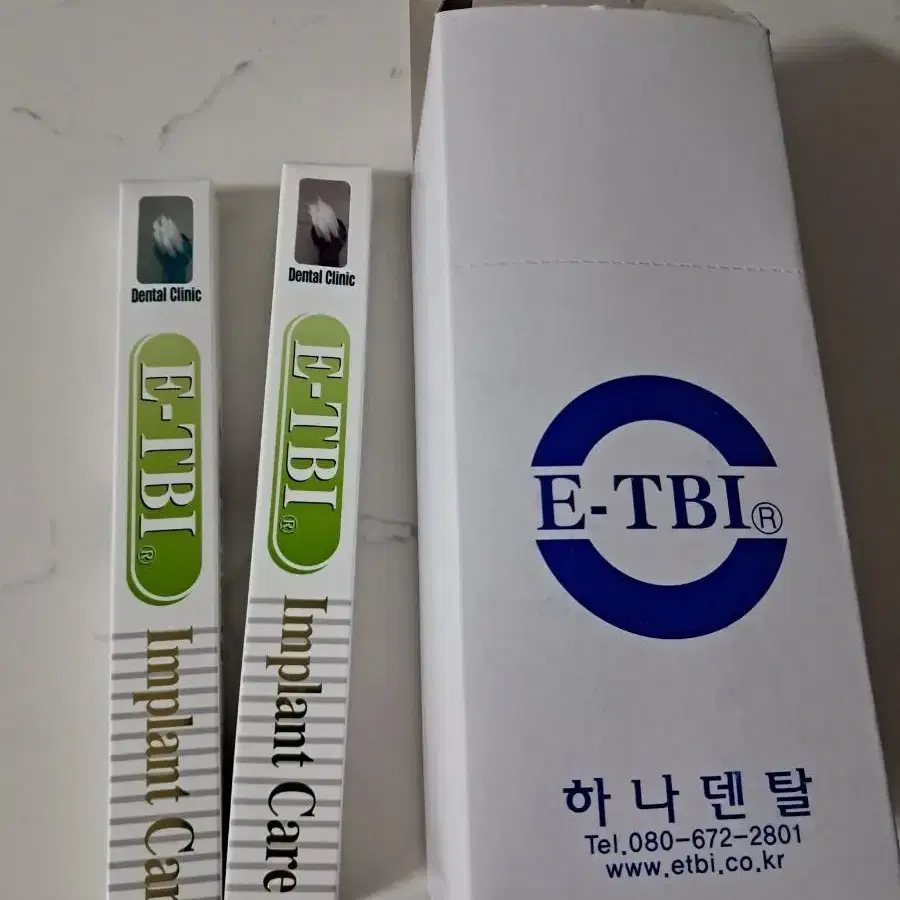 Dental Clinic
E-TBI®
Implant Car
Dental Clinic
E-TBI®
Implant Care
E-TBI®
하나덴탈
Tel.080-672-2801
www.etbi.co.kr